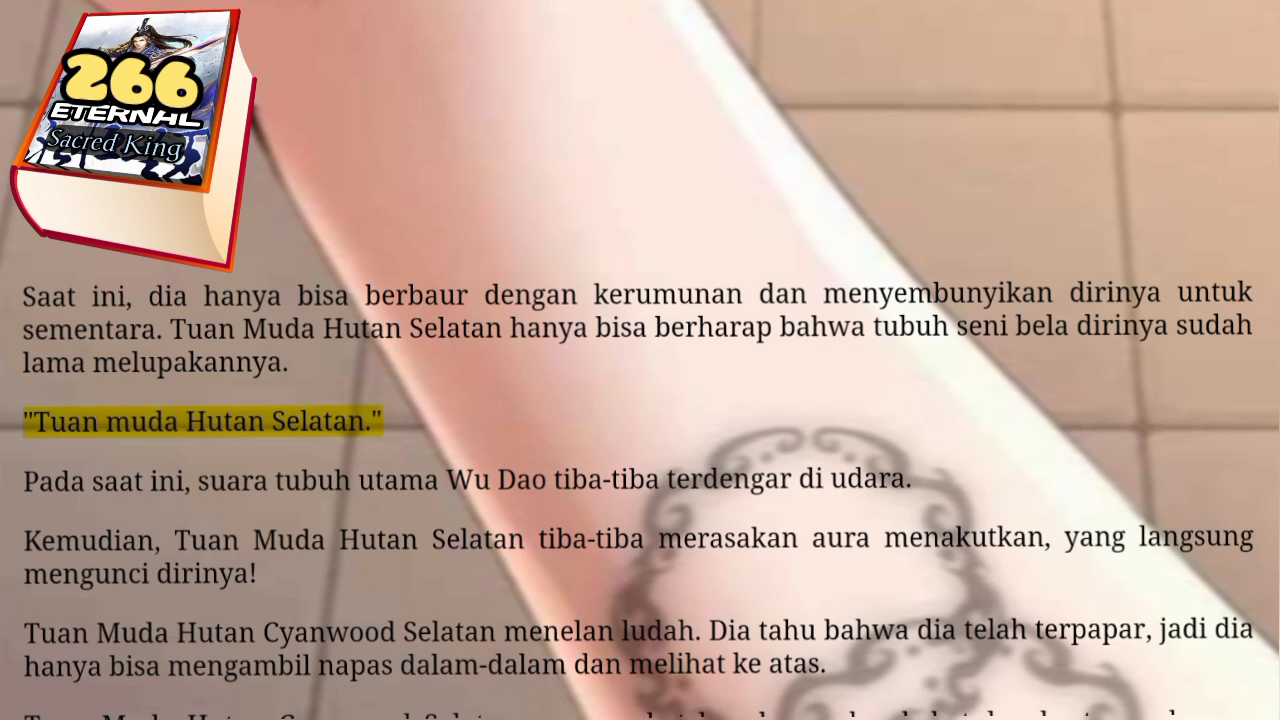 266
ETERNAL
Sacred King
Saat ini, dia hanya bisa berbaur dengan kerumunan dan menyembunyikan dirinya untuk
sementara. Tuan Muda Hutan Selatan hanya bisa berharap bahwa tubuh seni bela dirinya sudah
lama melupakannya.
"Tuan muda Hutan Selatan."
Pada saat ini, suara tubuh utama Wu Dao tiba-tiba terdengar di udara.
Kemudian, Tuan Muda Hutan Selatan tiba-tiba merasakan aura menakutkan, yang langsung
mengunci dirinya!
Tuan Muda Hutan Cyanwood Selatan menelan ludah. Dia tahu bahwa dia telah terpapar, jadi dia
hanya bisa mengambil napas dalam-dalam dan melihat ke atas.